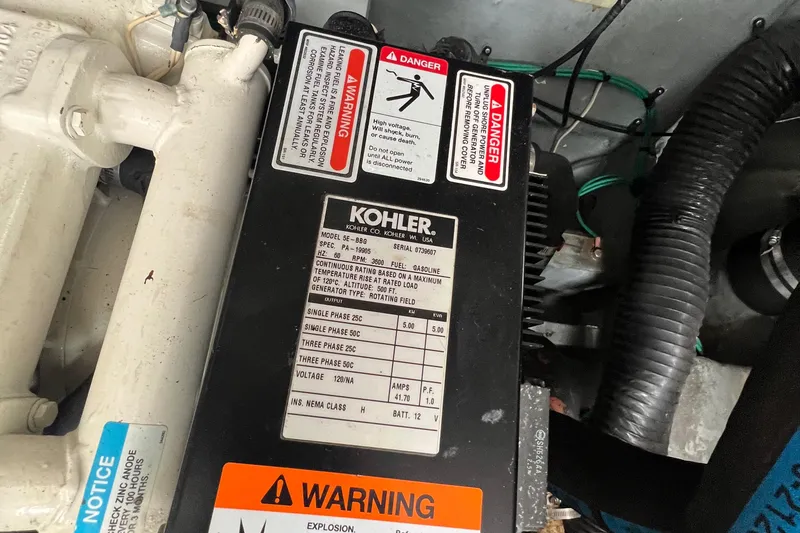 WARNING
LEAKING FUEL IS A FIRE AND EXPLOSION
HAZARD. INSPECT SYSTEM REGULARLY.
EXAMINE FUEL TANKS FOR LEAKS OR
CORROSION AT LEAST ANNUALLY
DANGER
High voltage.
Will shock, burn,
or cause death.
Do not open
until ALL power
is disconnected
DANGER
UNPLUG SHORE POWER AND
TURN OFF GENERATOR
BEFORE REMOVING COVER
KOHLER®
KOHLER CO. KOHLER WI. USA
MODEL 5E-BBG
SPEC. PA-19905 SERIAL 0739607
HZ: 60 RPM: 3600 FUEL: GASOLINE
CONTINUOUS RATING BASED ON A MAXIMUM
TEMPERATURE RISE AT RATED LOAD
OF 120°C. ALTITUDE: 500 FT.
GENERATOR TYPE: ROTATING FIELD
OUTPUT KW KVA
SINGLE PHASE 25C 5.00 5.00
SINGLE PHASE 50C
THREE PHASE 25C
THREE PHASE 50C
VOLTAGE 120/NA AMPS P.F.
41.70 1.0
INS. NEMA CLASS H BATT. 12 V
NOTICE
CHECK ZINC ANODE
EVERY 100 HOURS
OR 3 MONTHS.
WARNING
EXPLOSION.